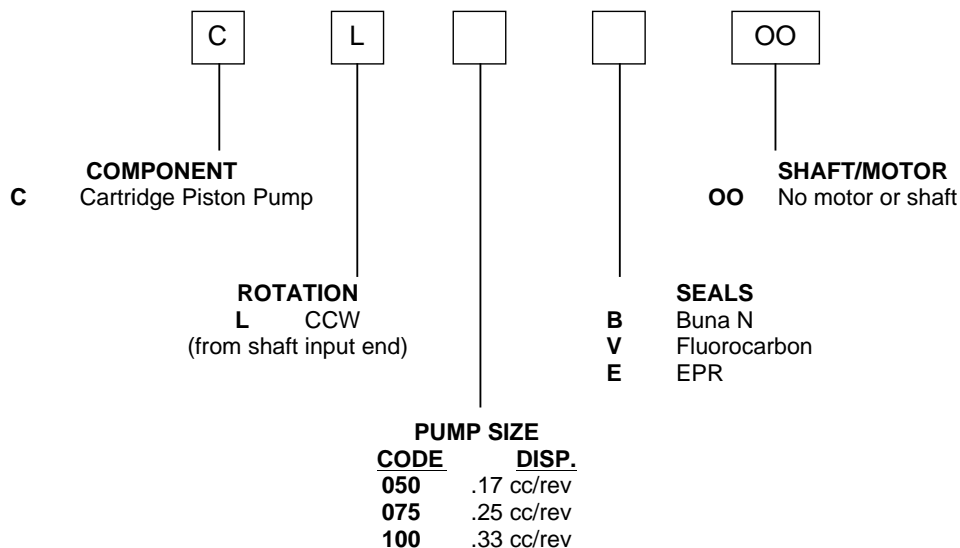 C L OO
COMPONENT
C Cartridge Piston Pump
SHAFT/MOTOR
OO No motor or shaft
ROTATION
L CCW
(from shaft input end)
SEALS
B Buna N
V Fluorocarbon
E EPR
PUMP SIZE
CODE DISP.
050 .17 cc/rev
075 .25 cc/rev
100 .33 cc/rev